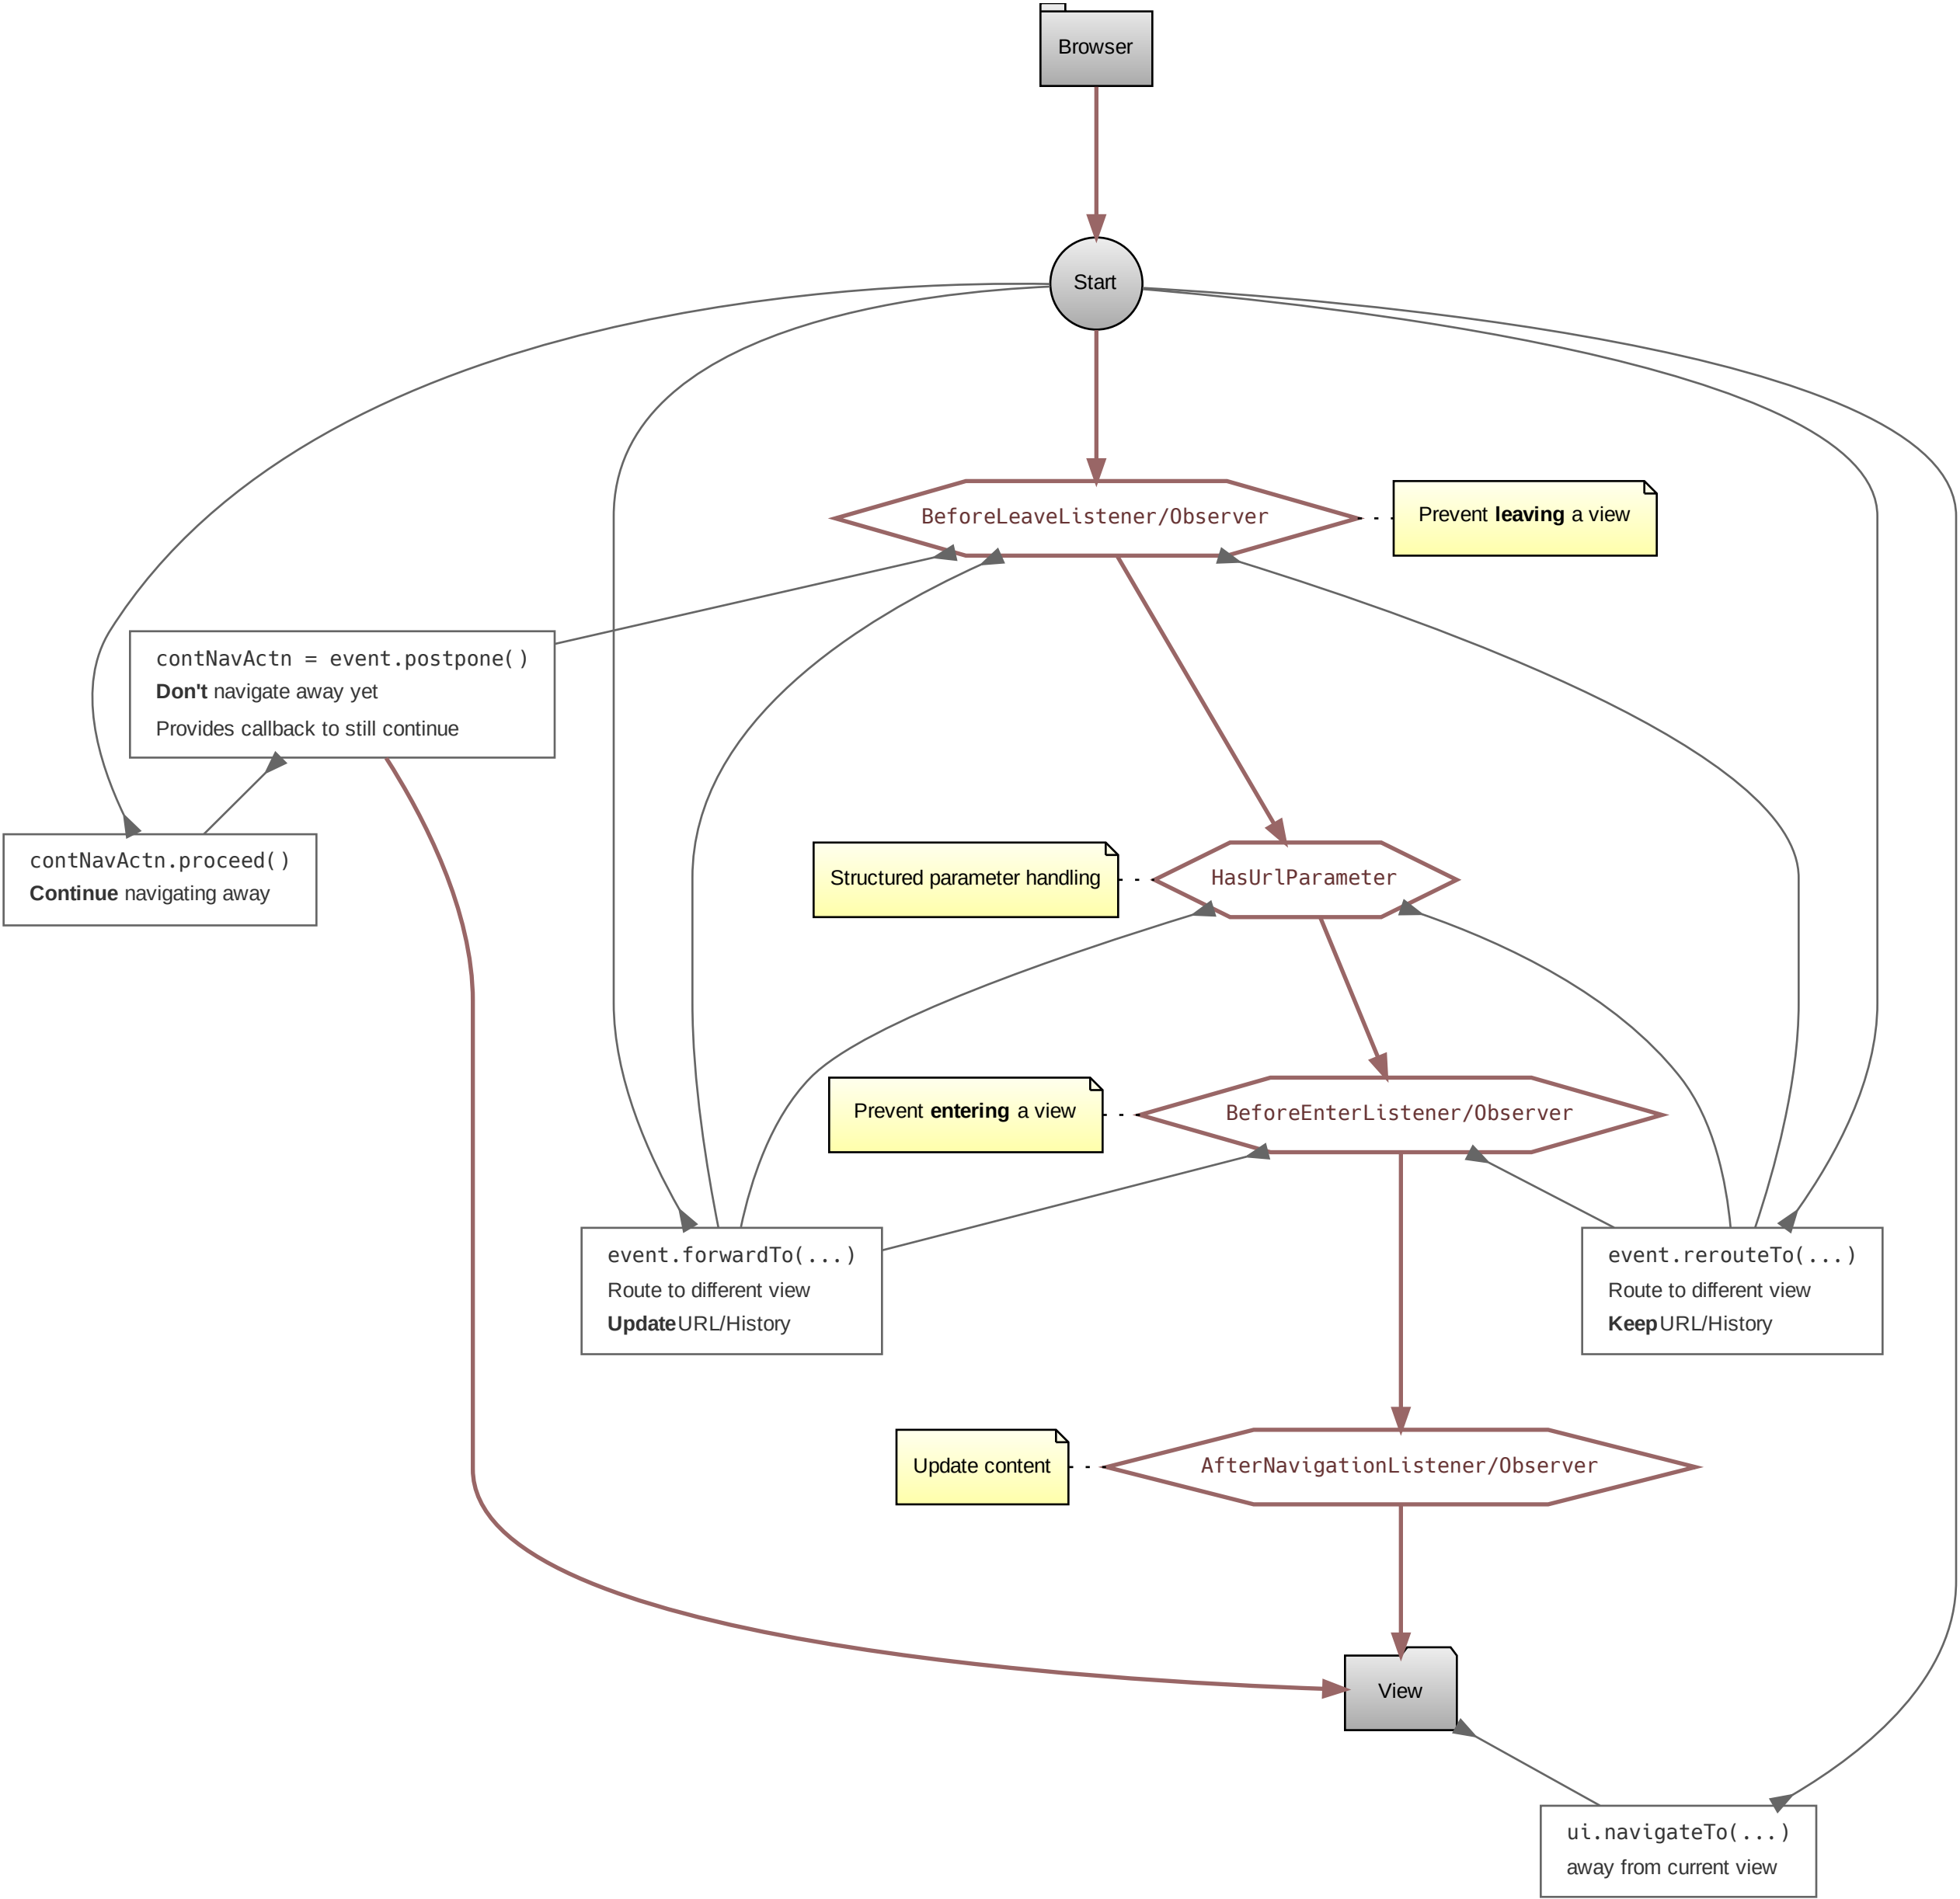 Browser
Start
BeforeLeaveListener/Observer
Prevent leaving a view
contNavActn = event.postpone()
Don't navigate away yet
Provides callback to still continue
contNavActn.proceed()
Continue navigating away
Structured parameter handling
HasUrlParameter
Prevent entering a view
BeforeEnterListener/Observer
event.forwardTo(...)
Route to different view
Update URL/History
event.rerouteTo(...)
Route to different view
Keep URL/History
Update content
AfterNavigationListener/Observer
View
ui.navigateTo(...)
away from current view